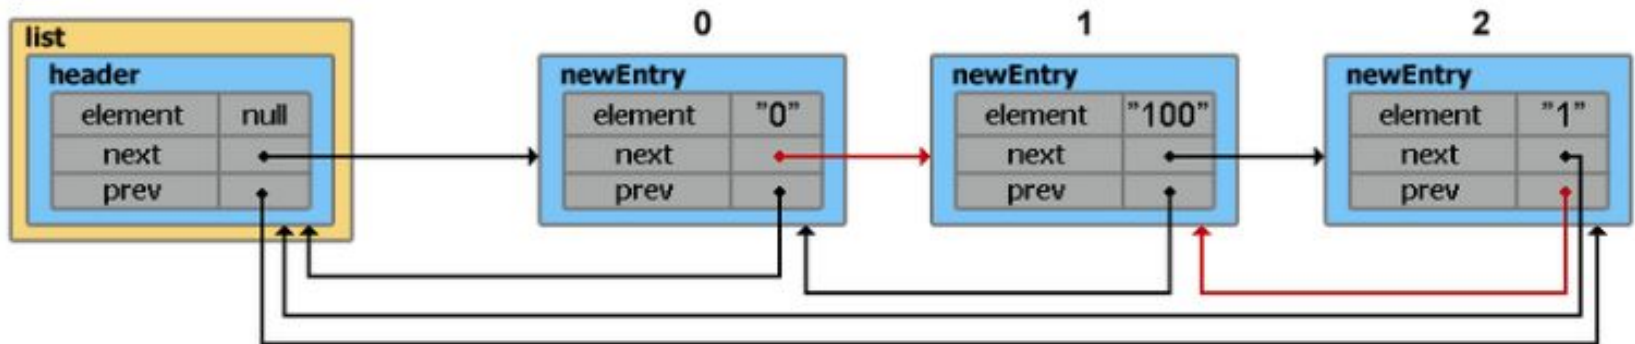 0 1 2
list
header
element null
next
prev
newEntry
element ”0”
next
prev
newEntry
element ”100”
next
prev
newEntry
element ”1”
next
prev